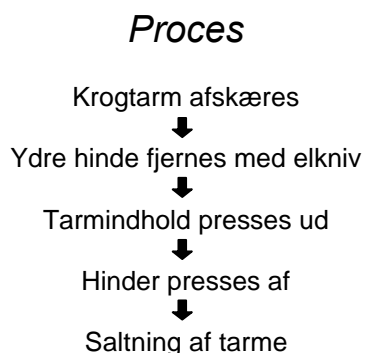 Proces
Krogtarm afskæres
Ydre hinde fjernes med elkniv
Tarmindhold presses ud
Hinder presses af
Saltning af tarme